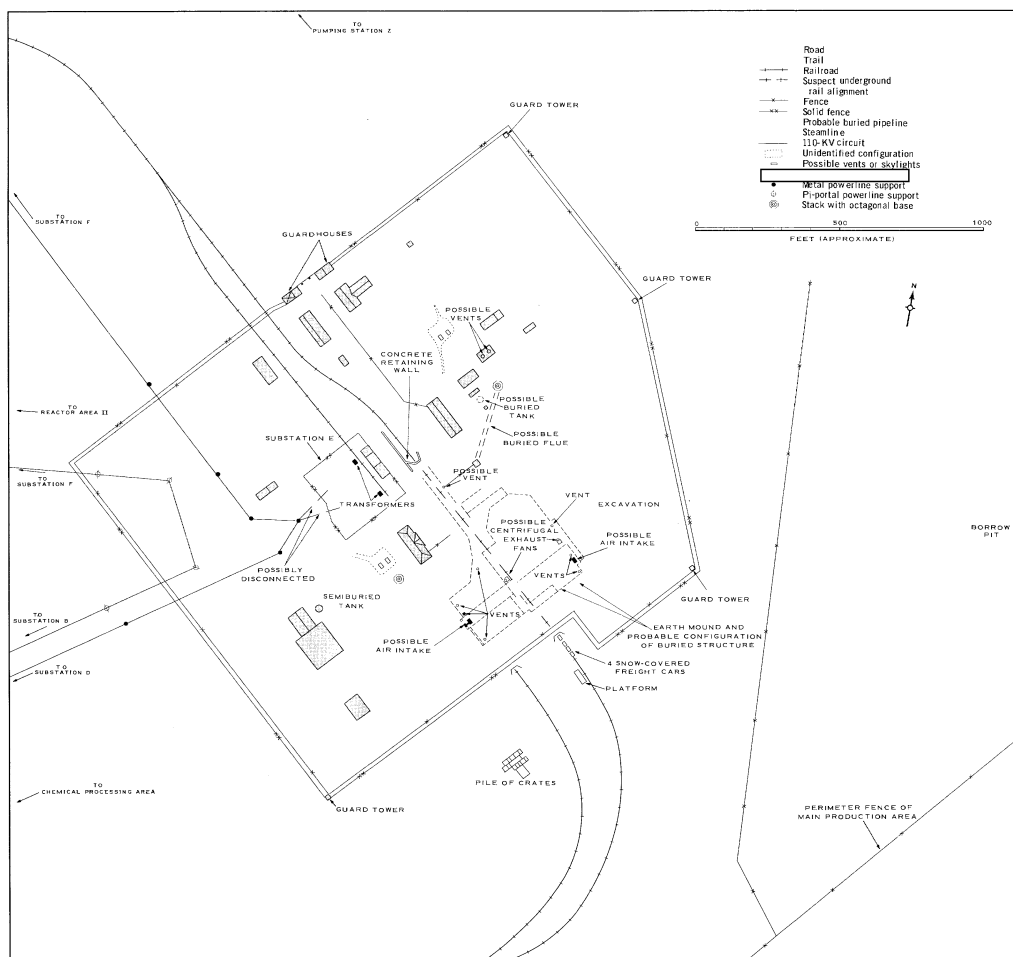 TO
PUMPING STATION Z
Road
Trail
Railroad
Suspect underground
rail alignment
Fence
Solid fence
Probable buried pipeline
Steamline
110-KV circuit
Unidentified configuration
Possible vents or skylights
Metal powerline support
Pi-portal powerline support
Stack with octagonal base
0 500 1000
FEET (APPROXIMATE)
N
GUARD TOWER
TO
SUBSTATION F
GUARDHOUSES
GUARD TOWER
POSSIBLE
VENTS
CONCRETE
RETAINING
WALL
TO
REACTOR AREA II
POSSIBLE
BURIED
TANK
POSSIBLE
BURIED FLUE
SUBSTATION E
TO
SUBSTATION F
POSSIBLE
VENT
TRANSFORMERS
VENT
EXCAVATION
POSSIBLE
CENTRIFUGAL
EXHAUST
FANS
POSSIBLE
AIR INTAKE
BORROW
PIT
POSSIBLY
DISCONNECTED
VENTS
GUARD TOWER
SEMIBURIED
TANK
VENTS
TO
SUBSTATION B
POSSIBLE
AIR INTAKE
EARTH MOUND AND
PROBABLE CONFIGURATION
OF BURIED STRUCTURE
TO
SUBSTATION D
4 SNOW-COVERED
FREIGHT CARS
PLATFORM
TO
CHEMICAL PROCESSING AREA
PILE OF CRATES
GUARD TOWER
PERIMETER FENCE OF
MAIN PRODUCTION AREA